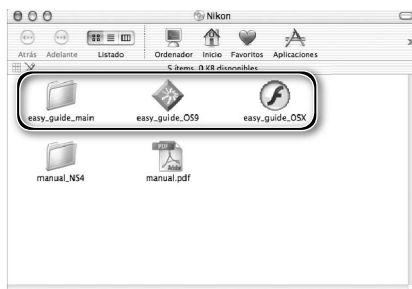 Nikon
Atrás Adelante Listado Ordenador Inicio Favoritos Aplicaciones
5 ítems, 0 KB disponibles
easy_guide_main easy_guide_OS9 easy_guide_OSX
manual_NS4 manual.pdf
PDF
Adobe